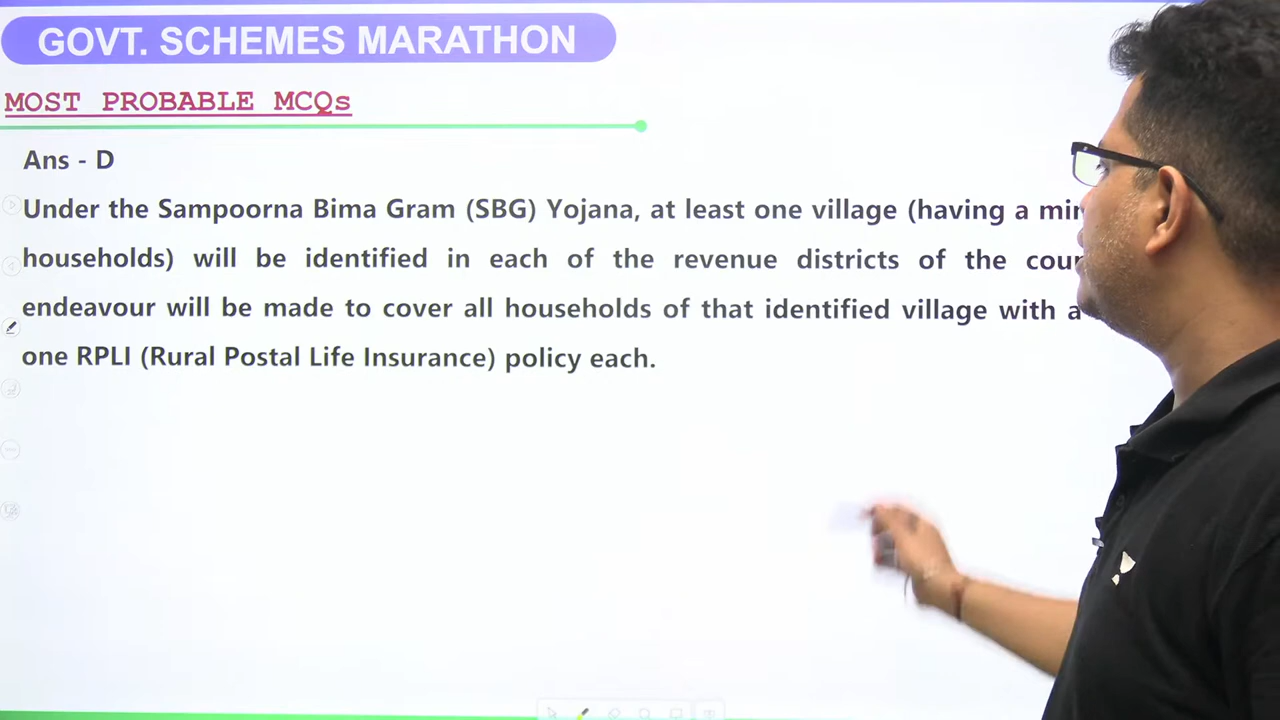 GOVT. SCHEMES MARATHON
MOST PROBABLE MCQs
Ans - D
Under the Sampoorna Bima Gram (SBG) Yojana, at least one village (having a
households) will be identified in each of the revenue districts of the
endeavour will be made to cover all households of that identified village with a
one RPLI (Rural Postal Life Insurance) policy each.